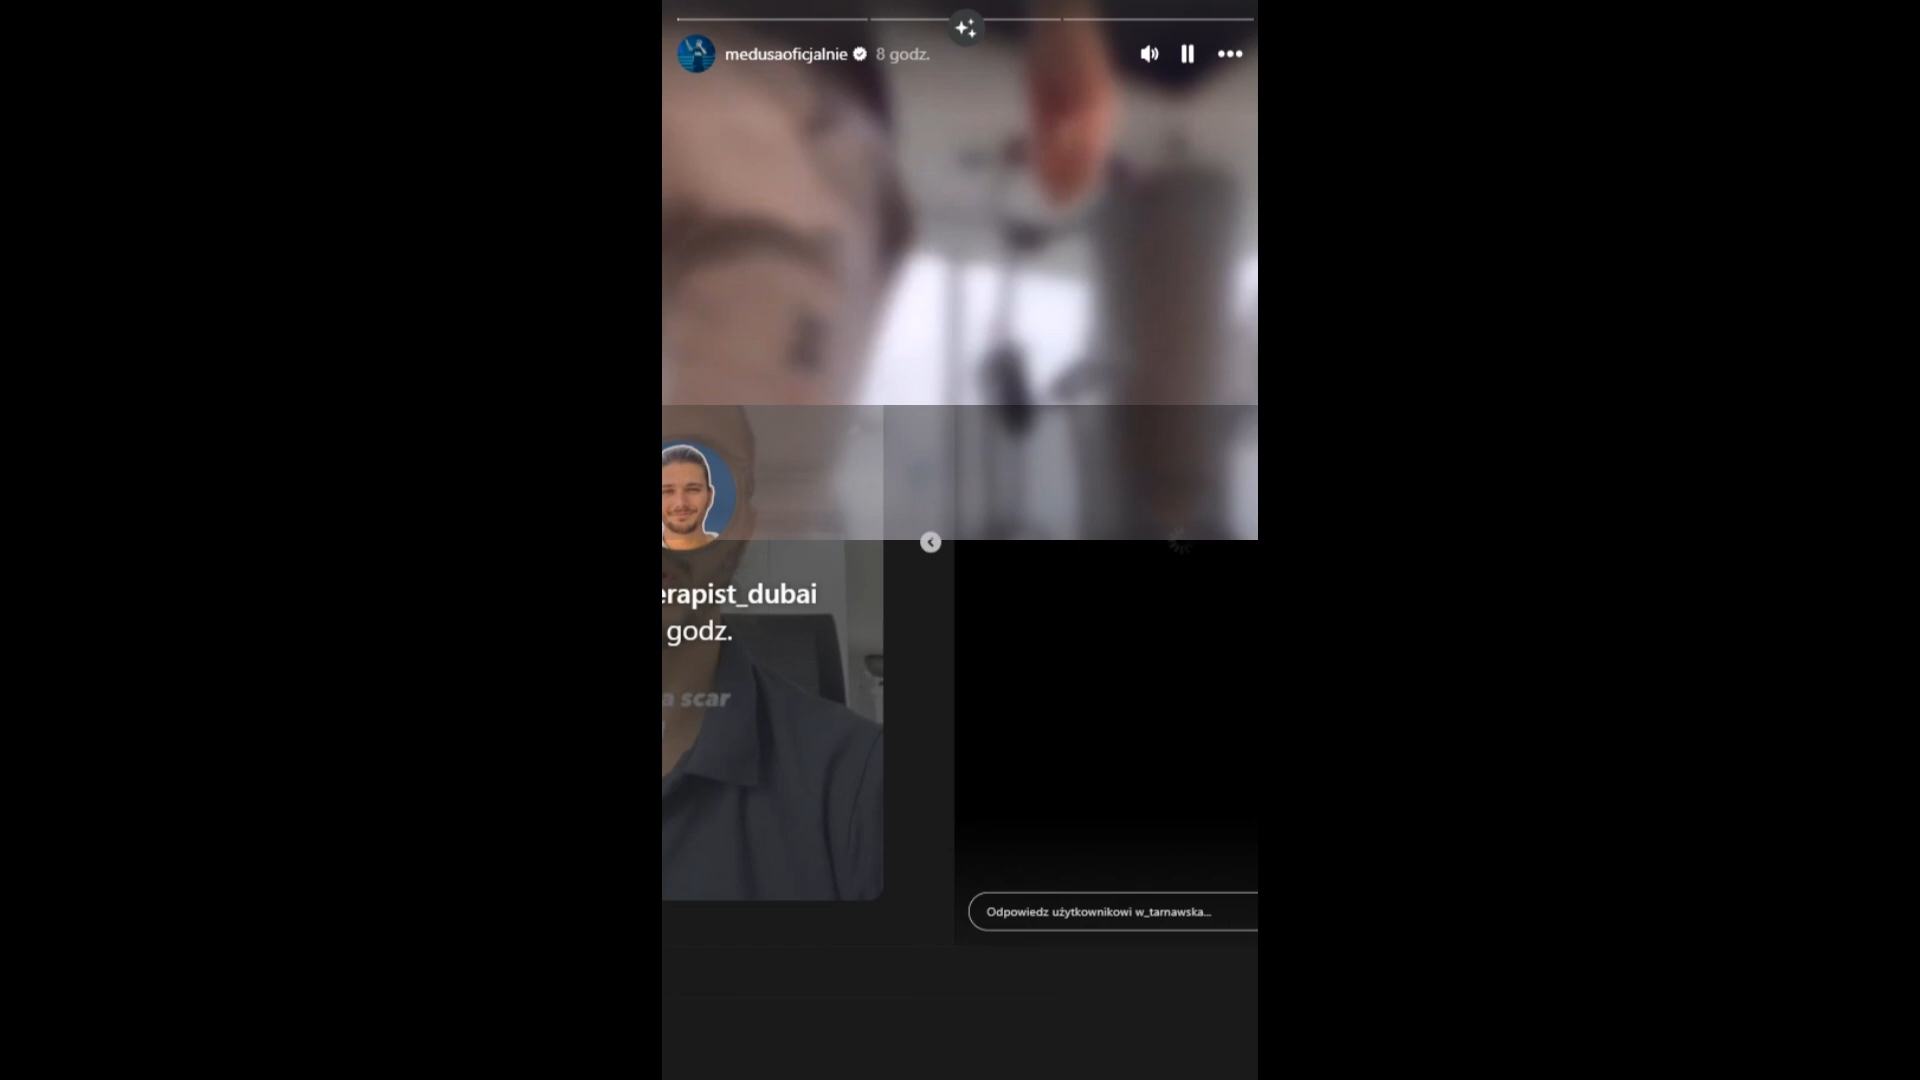 medusaoficjalnie 8 godz.
erapist_dubai
godz.
a scar
Odpowiedz użytkownikowi w_tarnawska...